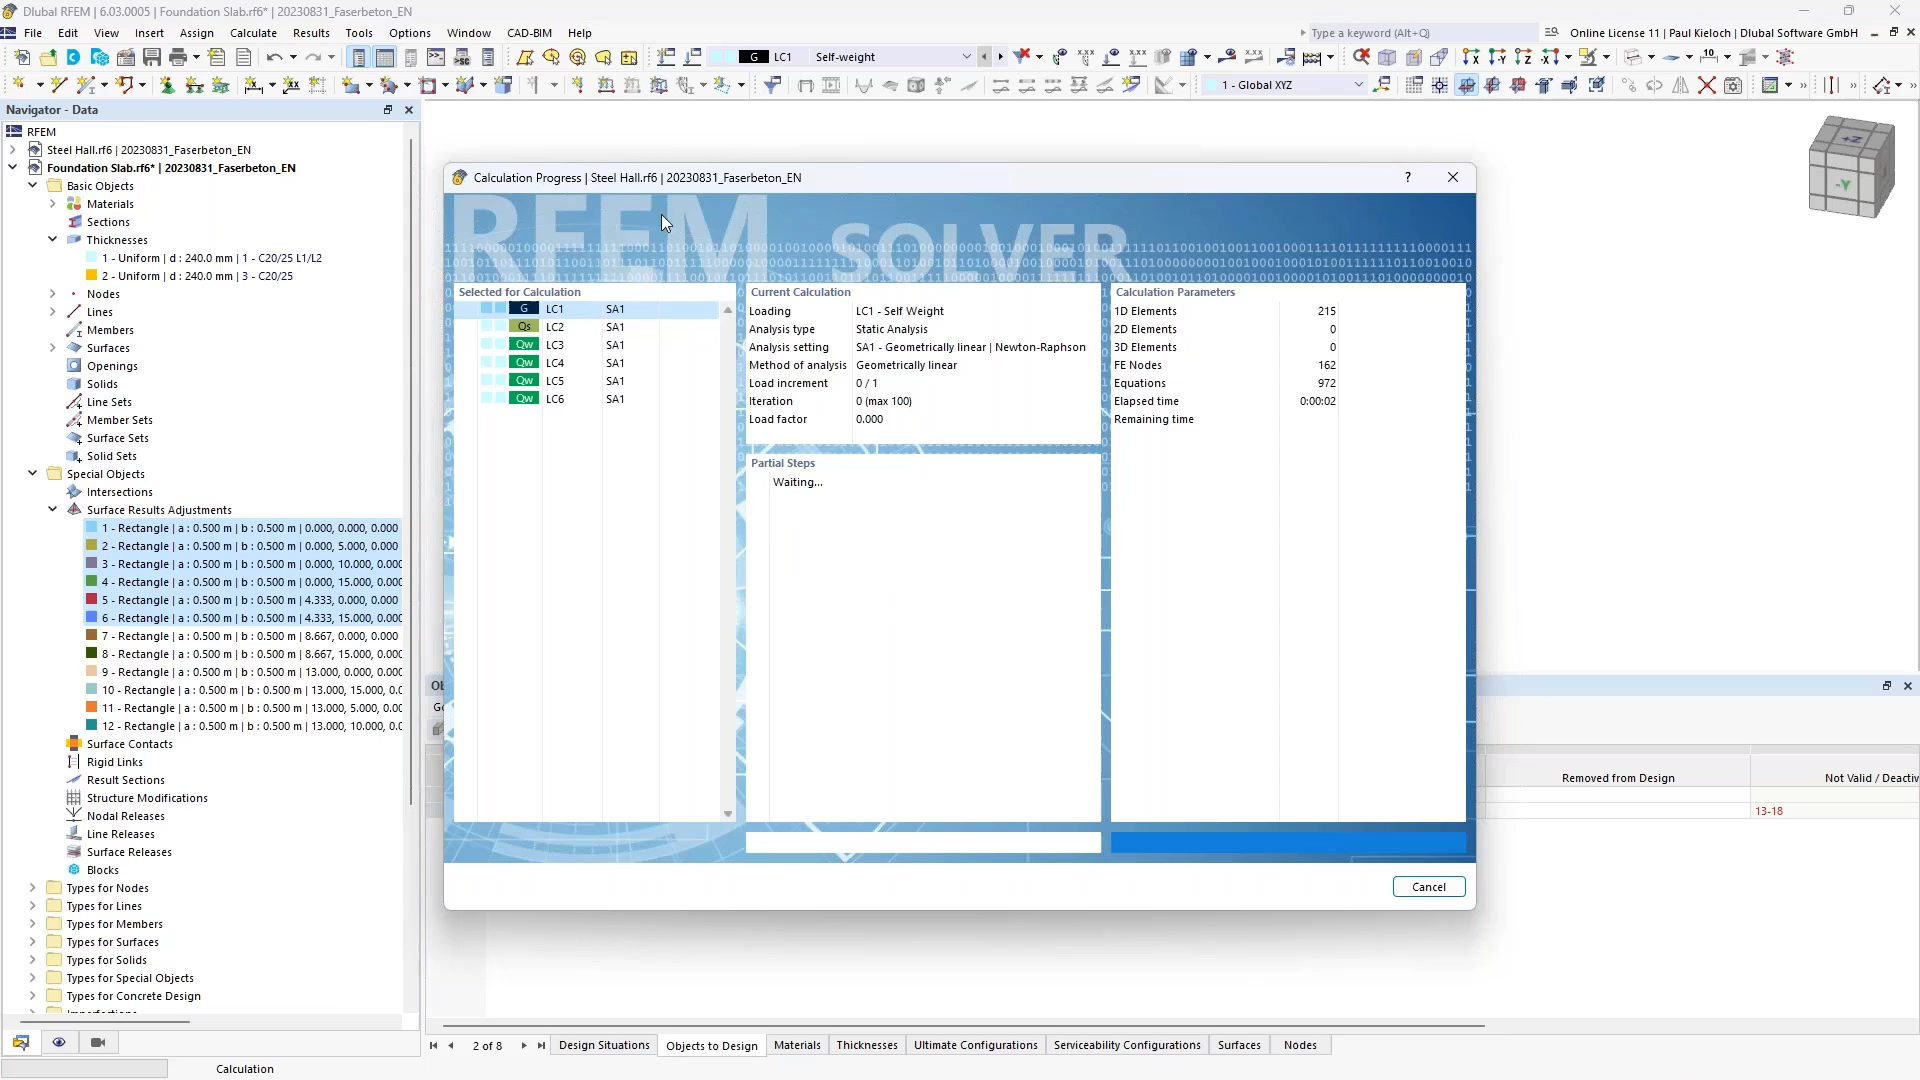 Dlubal RFEM | 6.03.0005 | Foundation Slab.rf6* | 20230831_Faserbeton_EN
File Edit View Insert Assign Calculate Results Tools Options Window CAD-BIM Help
Type a keyword (Alt+Q)
Online License 11 | Paul Kieloch | Dlubal Software GmbH
G LC1 Self-weight
1 - Global XYZ
Navigator - Data
RFEM
Steel Hall.rf6 | 20230831_Faserbeton_EN
Foundation Slab.rf6* | 20230831_Faserbeton_EN
Basic Objects
Materials
Sections
Thicknesses
1 - Uniform | d : 240.0 mm | 1 - C20/25 L1/L2
2 - Uniform | d : 240.0 mm | 3 - C20/25
Nodes
Lines
Members
Surfaces
Openings
Solids
Line Sets
Member Sets
Surface Sets
Solid Sets
Special Objects
Intersections
Surface Results Adjustments
1 - Rectangle | a : 0.500 m | b : 0.500 m | 0.000, 0.000, 0.000
2 - Rectangle | a : 0.500 m | b : 0.500 m | 0.000, 5.000, 0.000
3 - Rectangle | a : 0.500 m | b : 0.500 m | 0.000, 10.000, 0.000
4 - Rectangle | a : 0.500 m | b : 0.500 m | 0.000, 15.000, 0.000
5 - Rectangle | a : 0.500 m | b : 0.500 m | 4.333, 0.000, 0.000
6 - Rectangle | a : 0.500 m | b : 0.500 m | 4.333, 15.000, 0.000
7 - Rectangle | a : 0.500 m | b : 0.500 m | 8.667, 0.000, 0.000
8 - Rectangle | a : 0.500 m | b : 0.500 m | 8.667, 15.000, 0.000
9 - Rectangle | a : 0.500 m | b : 0.500 m | 13.000, 0.000, 0.000
10 - Rectangle | a : 0.500 m | b : 0.500 m | 13.000, 15.000, 0.0
11 - Rectangle | a : 0.500 m | b : 0.500 m | 13.000, 5.000, 0.00
12 - Rectangle | a : 0.500 m | b : 0.500 m | 13.000, 10.000, 0.0
Surface Contacts
Rigid Links
Result Sections
Structure Modifications
Nodal Releases
Line Releases
Surface Releases
Blocks
Types for Nodes
Types for Lines
Types for Members
Types for Surfaces
Types for Solids
Types for Special Objects
Types for Concrete Design
Calculation
Calculation Progress | Steel Hall.rf6 | 20230831_Faserbeton_EN
RFEM SOLVER
Selected for Calculation
G LC1 SA1
Qs LC2 SA1
Qw LC3 SA1
Qw LC4 SA1
Qw LC5 SA1
Qw LC6 SA1
Current Calculation
Loading LC1 - Self Weight
Analysis type Static Analysis
Analysis setting SA1 - Geometrically linear | Newton-Raphson
Method of analysis Geometrically linear
Load increment 0 / 1
Iteration 0 (max 100)
Load factor 0.000
Partial Steps
Waiting...
Calculation Parameters
1D Elements 215
2D Elements 0
3D Elements 0
FE Nodes 162
Equations 972
Elapsed time 0:00:02
Remaining time
Cancel
+Z
-Y
Removed from Design
Not Valid / Deactiv
13-18
2 of 8
Design Situations Objects to Design Materials Thicknesses Ultimate Configurations Serviceability Configurations Surfaces Nodes